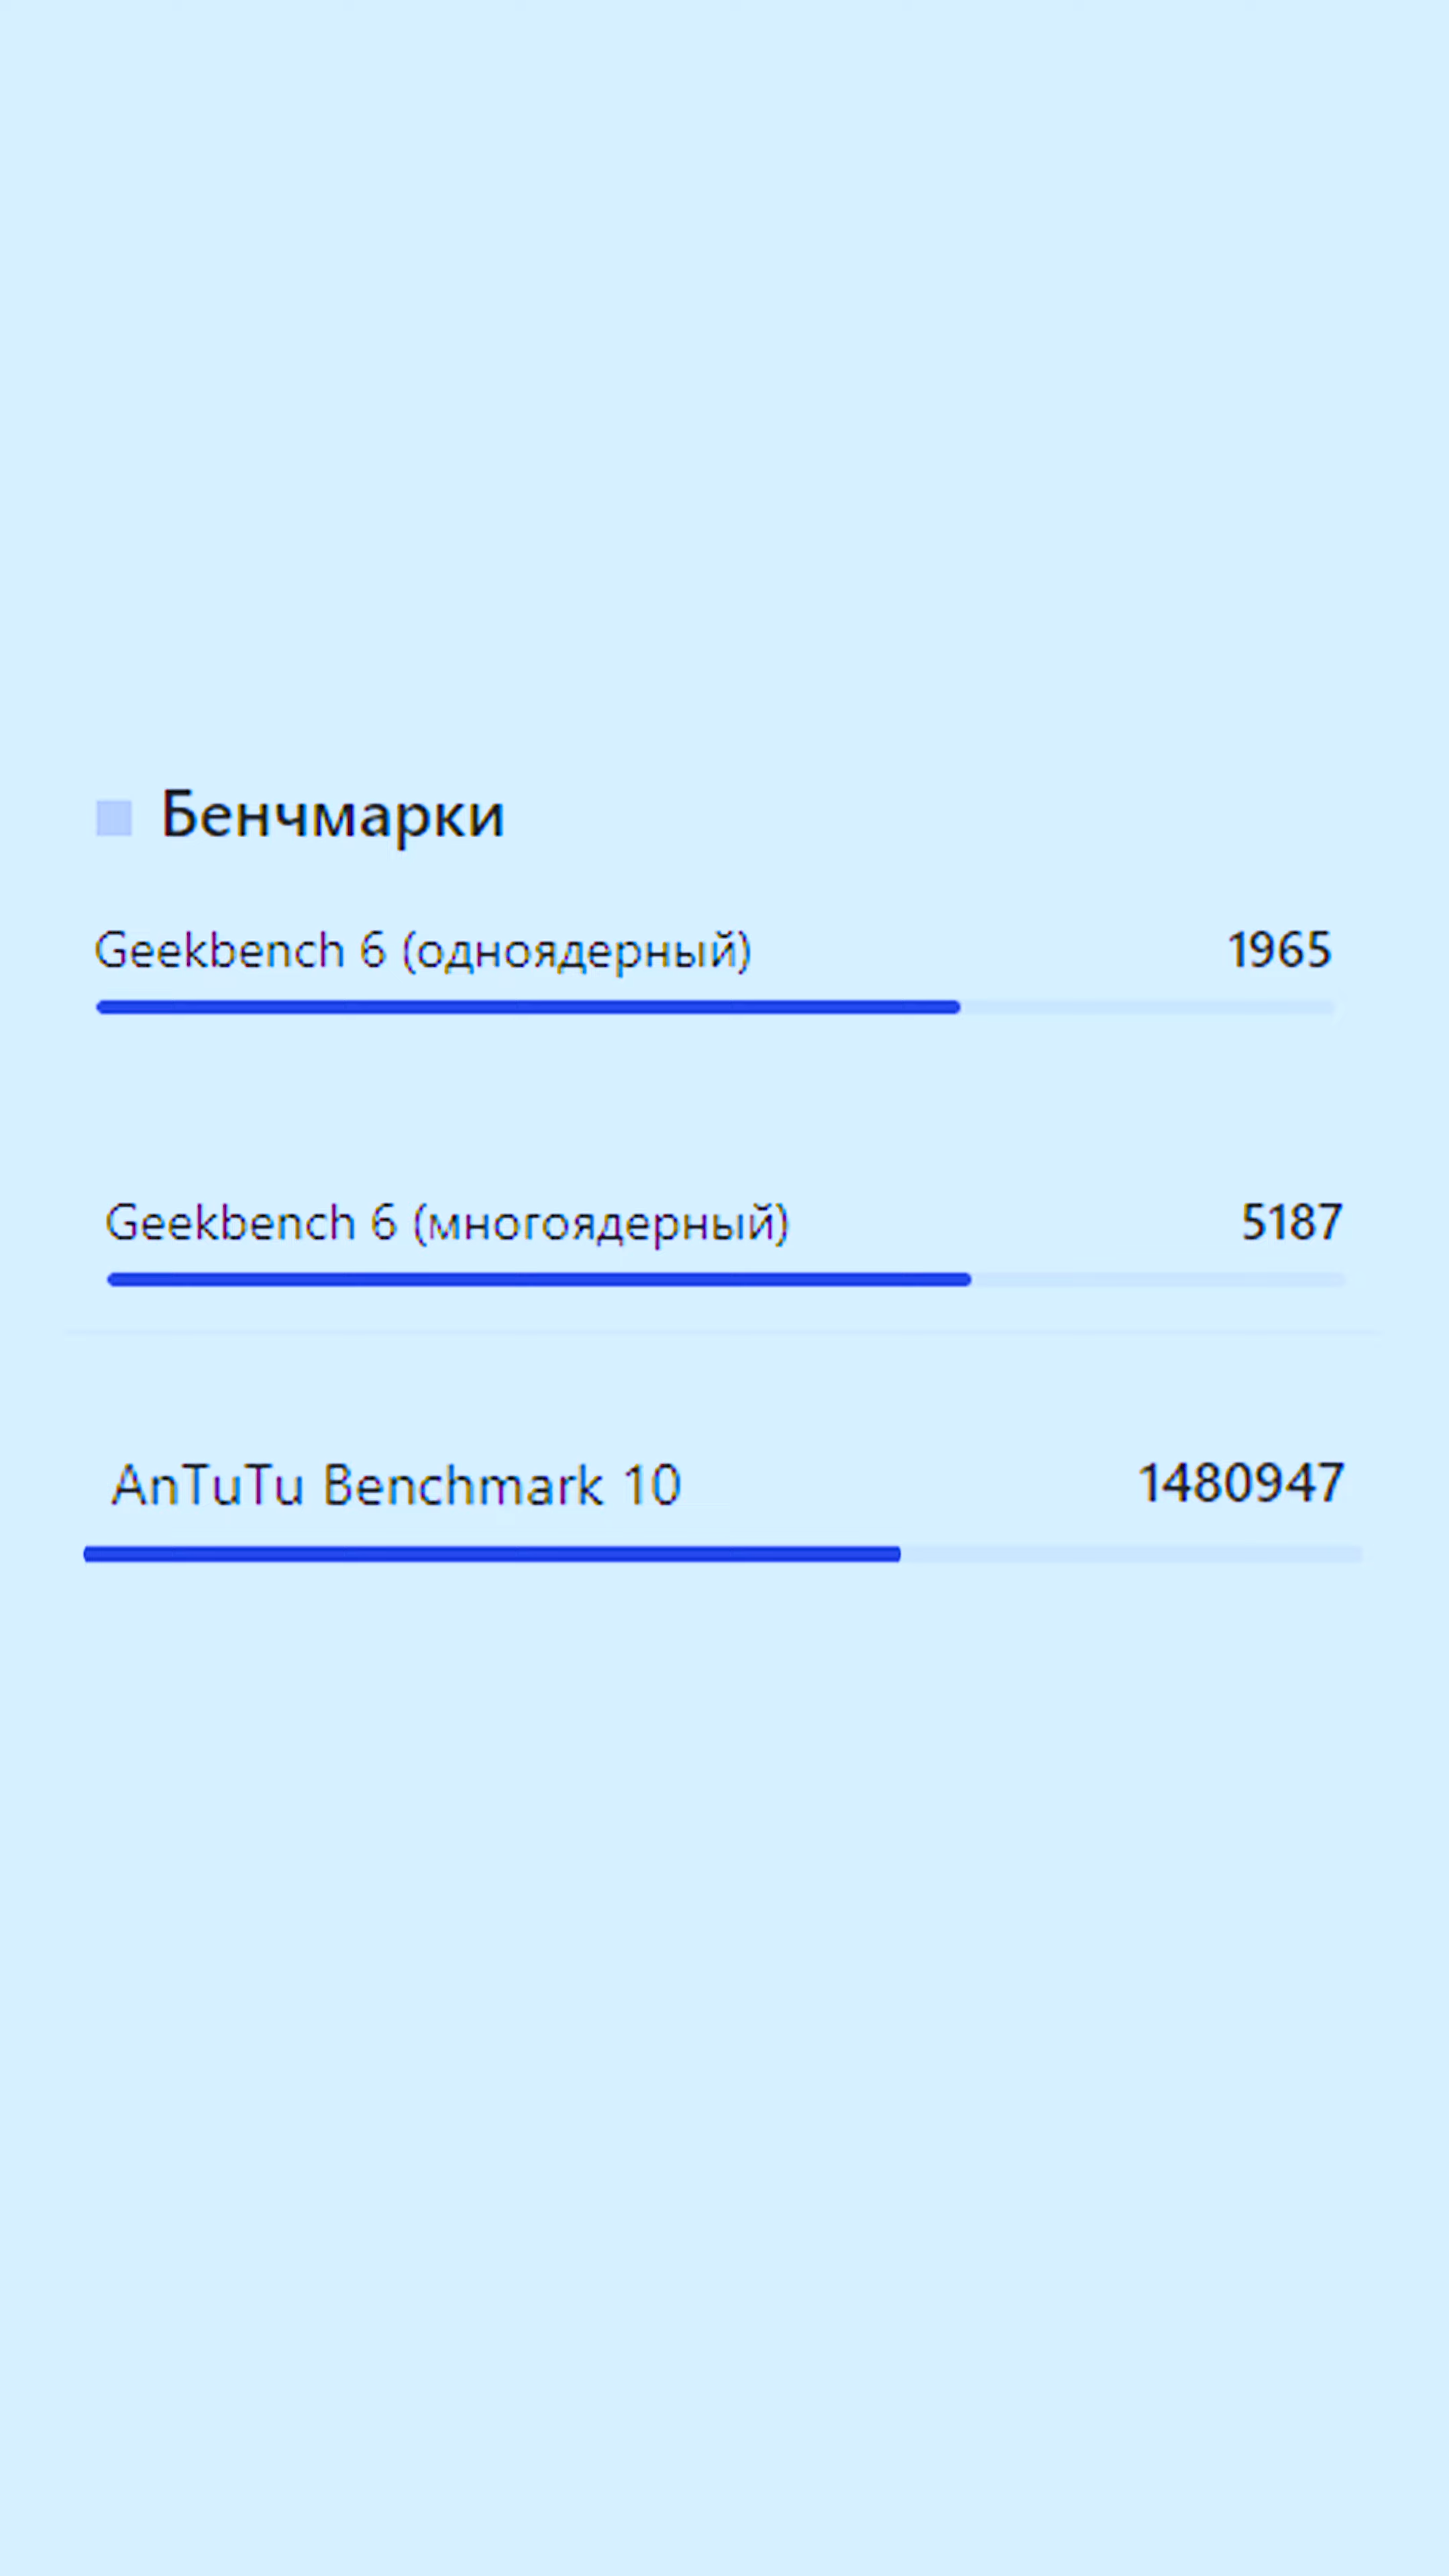 Бенчмарки
Geekbench 6 (одноядерный) 1965
Geekbench 6 (многоядерный) 5187
AnTuTu Benchmark 10 1480947